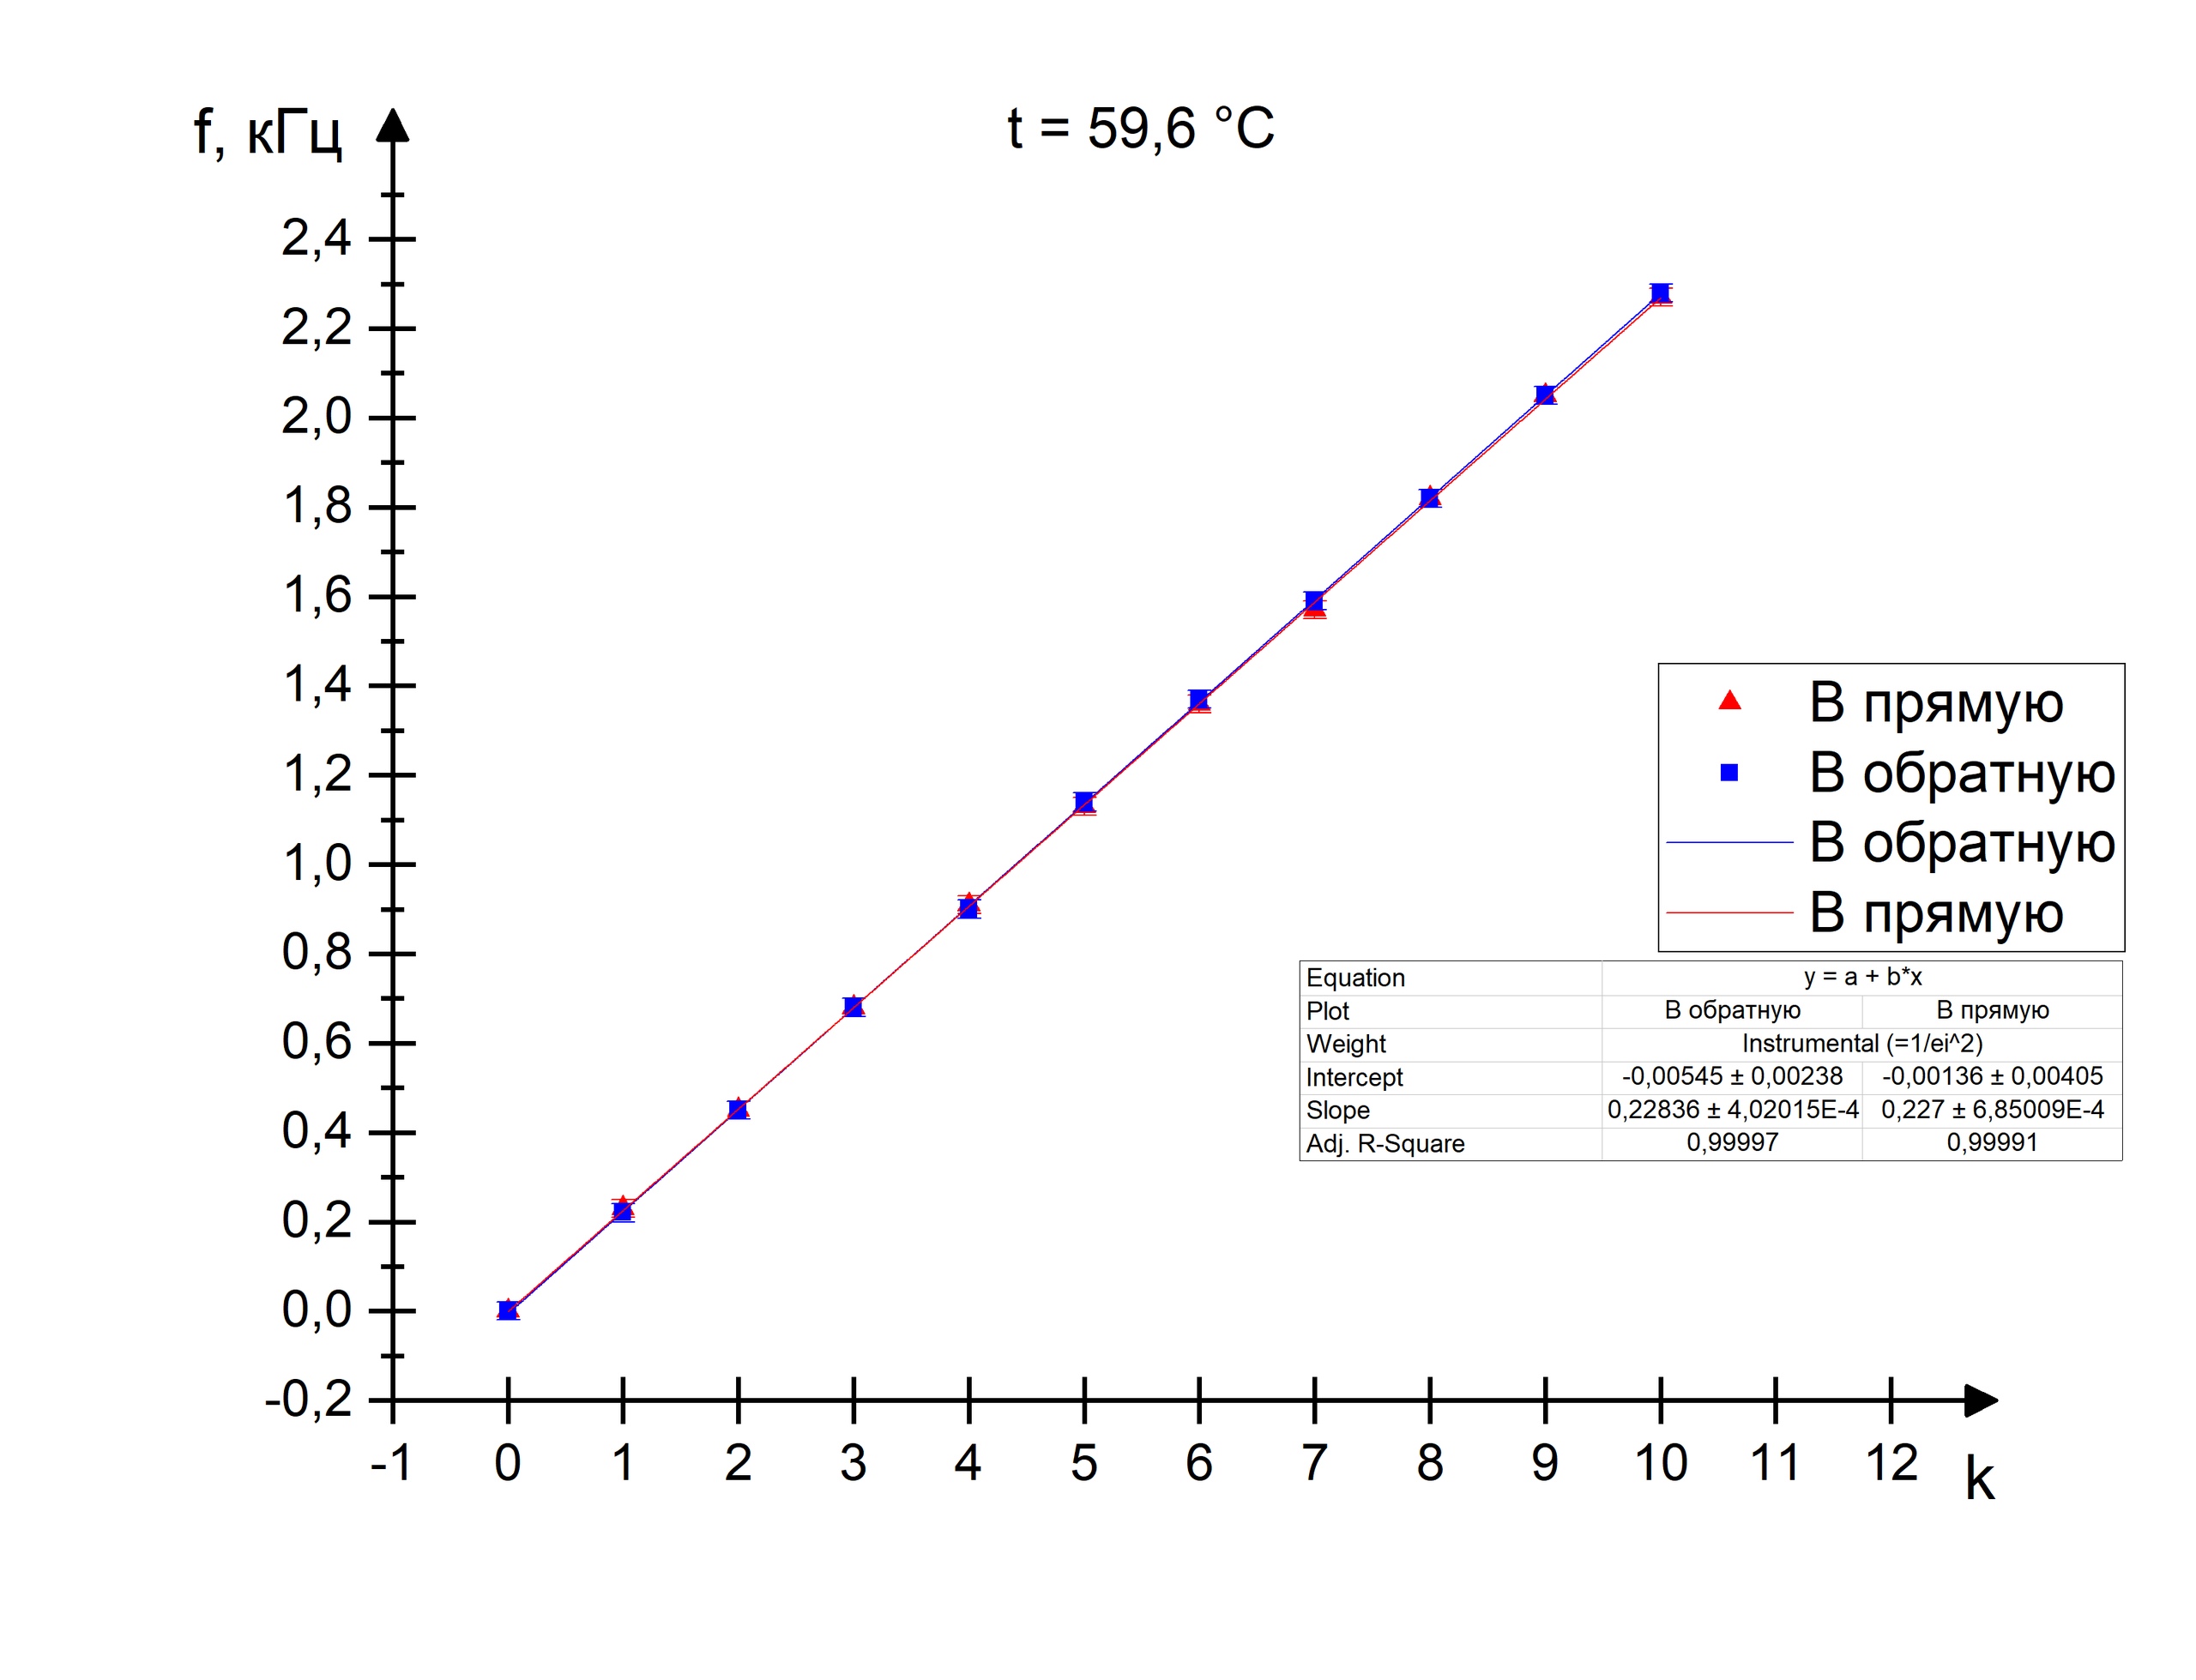 t = 59,6 °C
f, кГц
2,4
2,2
2,0
1,8
1,6
1,4
1,2
1,0
0,8
0,6
0,4
0,2
0,0
-0,2
-1 0 1 2 3 4 5 6 7 8 9 10 11 12
k
В прямую
В обратную
В обратную
В прямую
Equation y = a + b*x
Plot В обратную В прямую
Weight Instrumental (=1/ei^2)
Intercept -0,00545 ± 0,00238 -0,00136 ± 0,00405
Slope 0,22836 ± 4,02015E-4 0,227 ± 6,85009E-4
Adj. R-Square 0,99997 0,99991